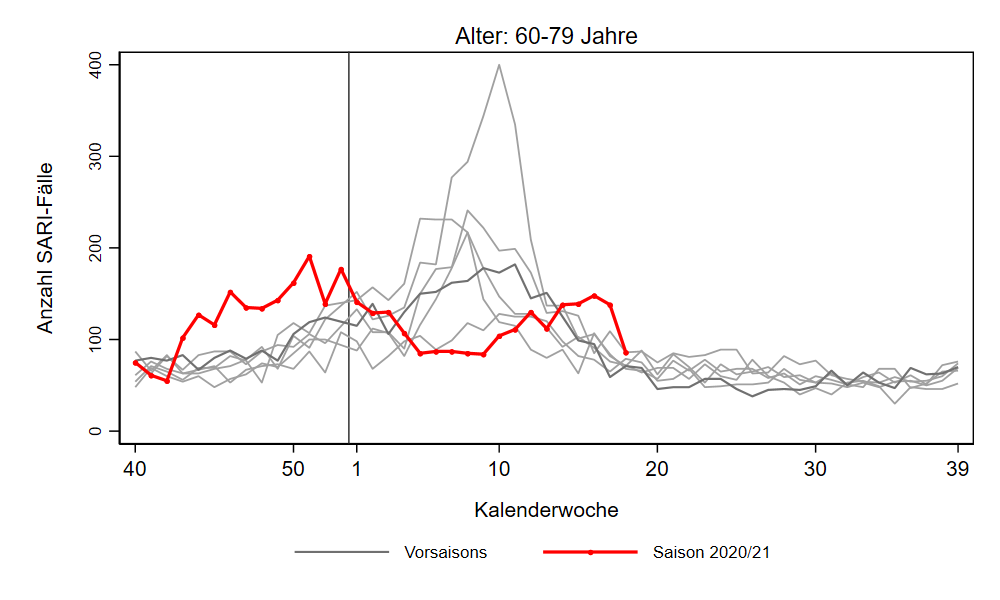 Alter: 60-79 Jahre
Anzahl SARI-Fälle
400
300
200
100
0
40 50 1 10 20 30 39
Kalenderwoche
Vorsaisons Saison 2020/21